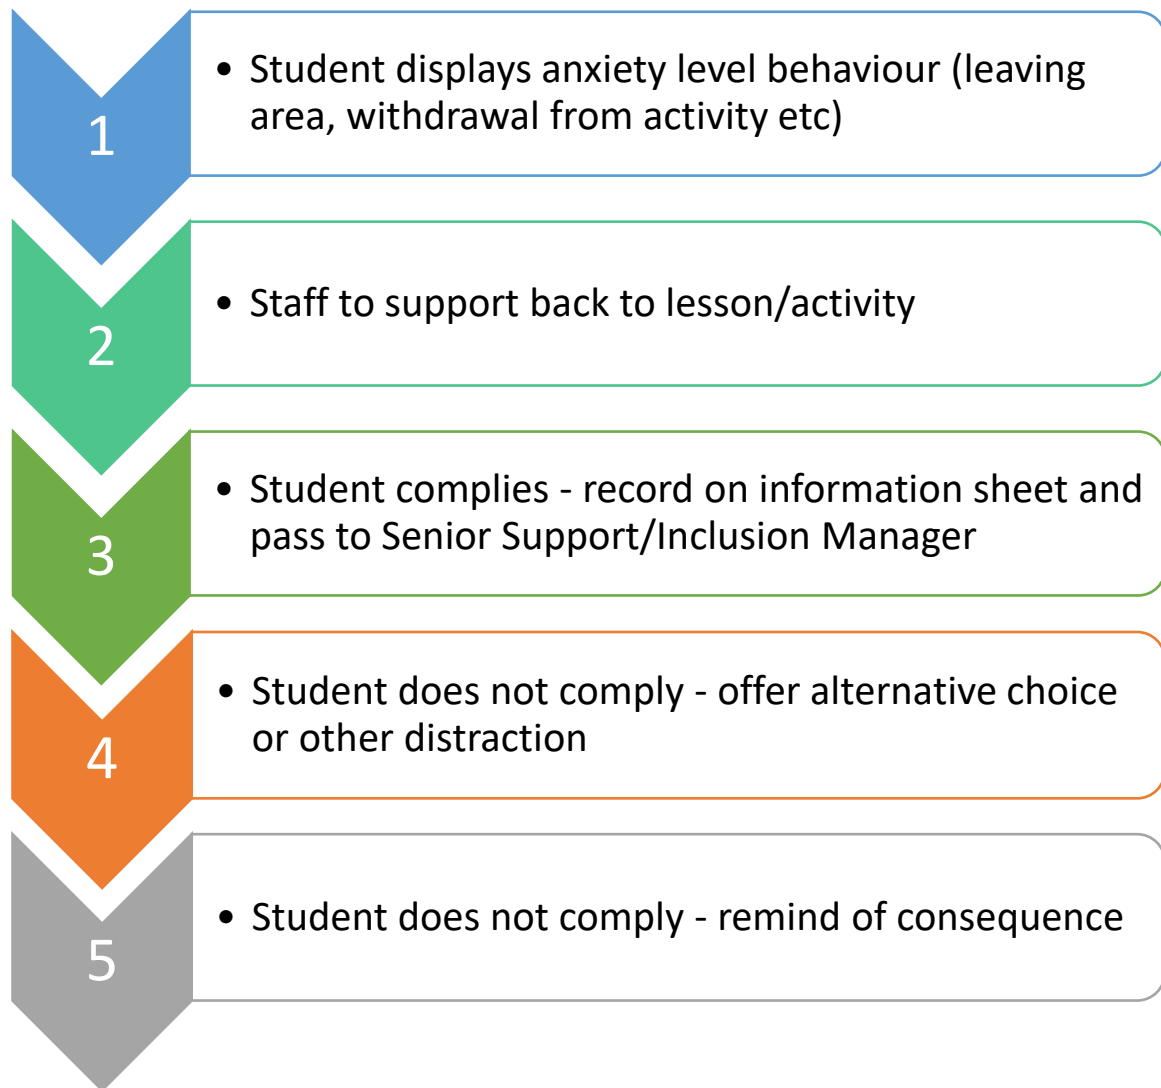 1
• Student displays anxiety level behaviour (leaving
area, withdrawal from activity etc)
2
• Staff to support back to lesson/activity
3
• Student complies - record on information sheet and
pass to Senior Support/Inclusion Manager
4
• Student does not comply - offer alternative choice
or other distraction
5
• Student does not comply - remind of consequence